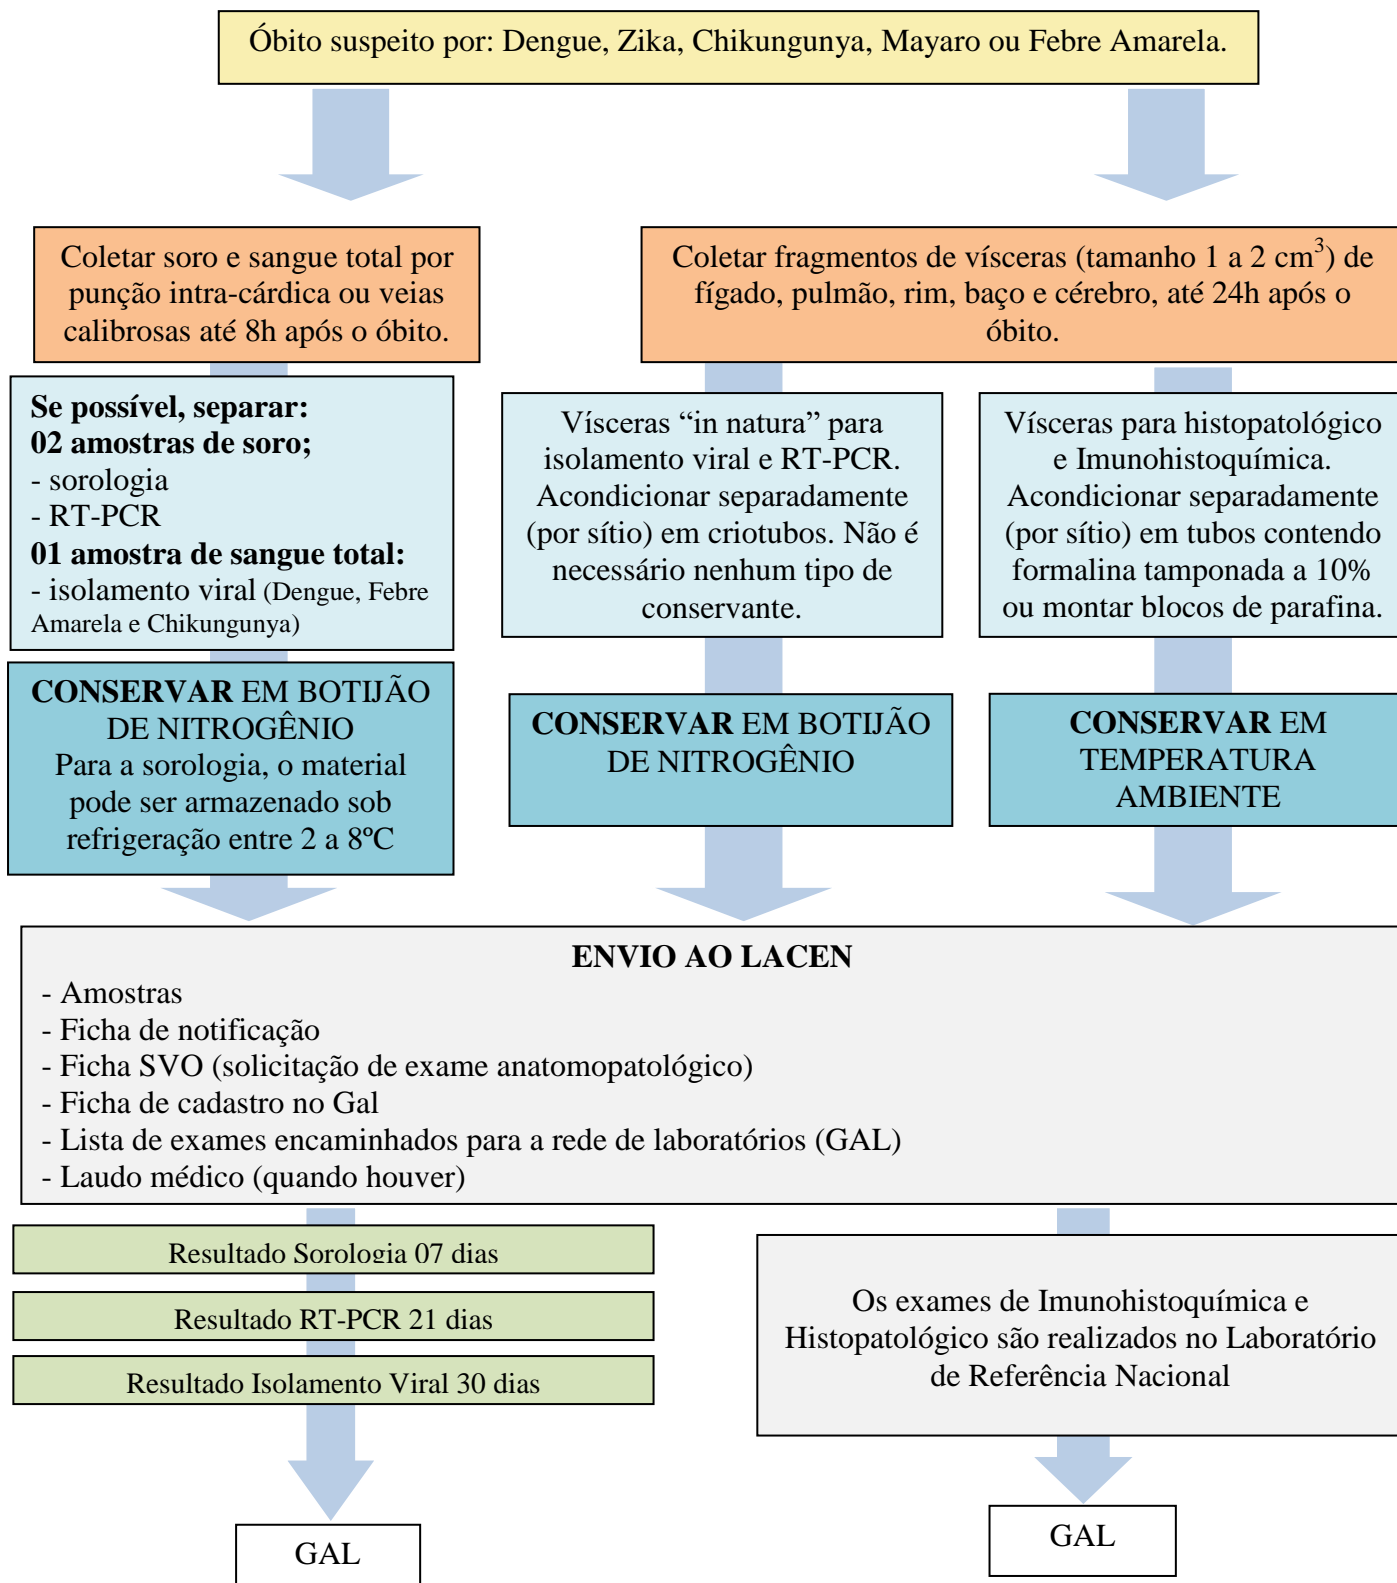 Óbito suspeito por: Dengue, Zika, Chikungunya, Mayaro ou Febre Amarela.
Coletar soro e sangue total por
punção intra-cárdica ou veias
calibrosas até 8h após o óbito.
Coletar fragmentos de vísceras (tamanho 1 a 2 cm³) de
fígado, pulmão, rim, baço e cérebro, até 24h após o
óbito.
Se possível, separar:
02 amostras de soro;
- sorologia
- RT-PCR
01 amostra de sangue total:
- isolamento viral (Dengue, Febre
Amarela e Chikungunya)
Vísceras “in natura” para
isolamento viral e RT-PCR.
Acondicionar separadamente
(por sítio) em criotubos. Não é
necessário nenhum tipo de
conservante.
Vísceras para histopatológico
e Imunohistoquímica.
Acondicionar separadamente
(por sítio) em tubos contendo
formalina tamponada a 10%
ou montar blocos de parafina.
CONSERVAR EM BOTIJÃO
DE NITROGÊNIO
Para a sorologia, o material
pode ser armazenado sob
refrigeração entre 2 a 8ºC
CONSERVAR EM BOTIJÃO
DE NITROGÊNIO
CONSERVAR EM
TEMPERATURA
AMBIENTE
ENVIO AO LACEN
- Amostras
- Ficha de notificação
- Ficha SVO (solicitação de exame anatomopatológico)
- Ficha de cadastro no Gal
- Lista de exames encaminhados para a rede de laboratórios (GAL)
- Laudo médico (quando houver)
Resultado Sorologia 07 dias
Resultado RT-PCR 21 dias
Resultado Isolamento Viral 30 dias
Os exames de Imunohistoquímica e
Histopatológico são realizados no Laboratório
de Referência Nacional
GAL
GAL